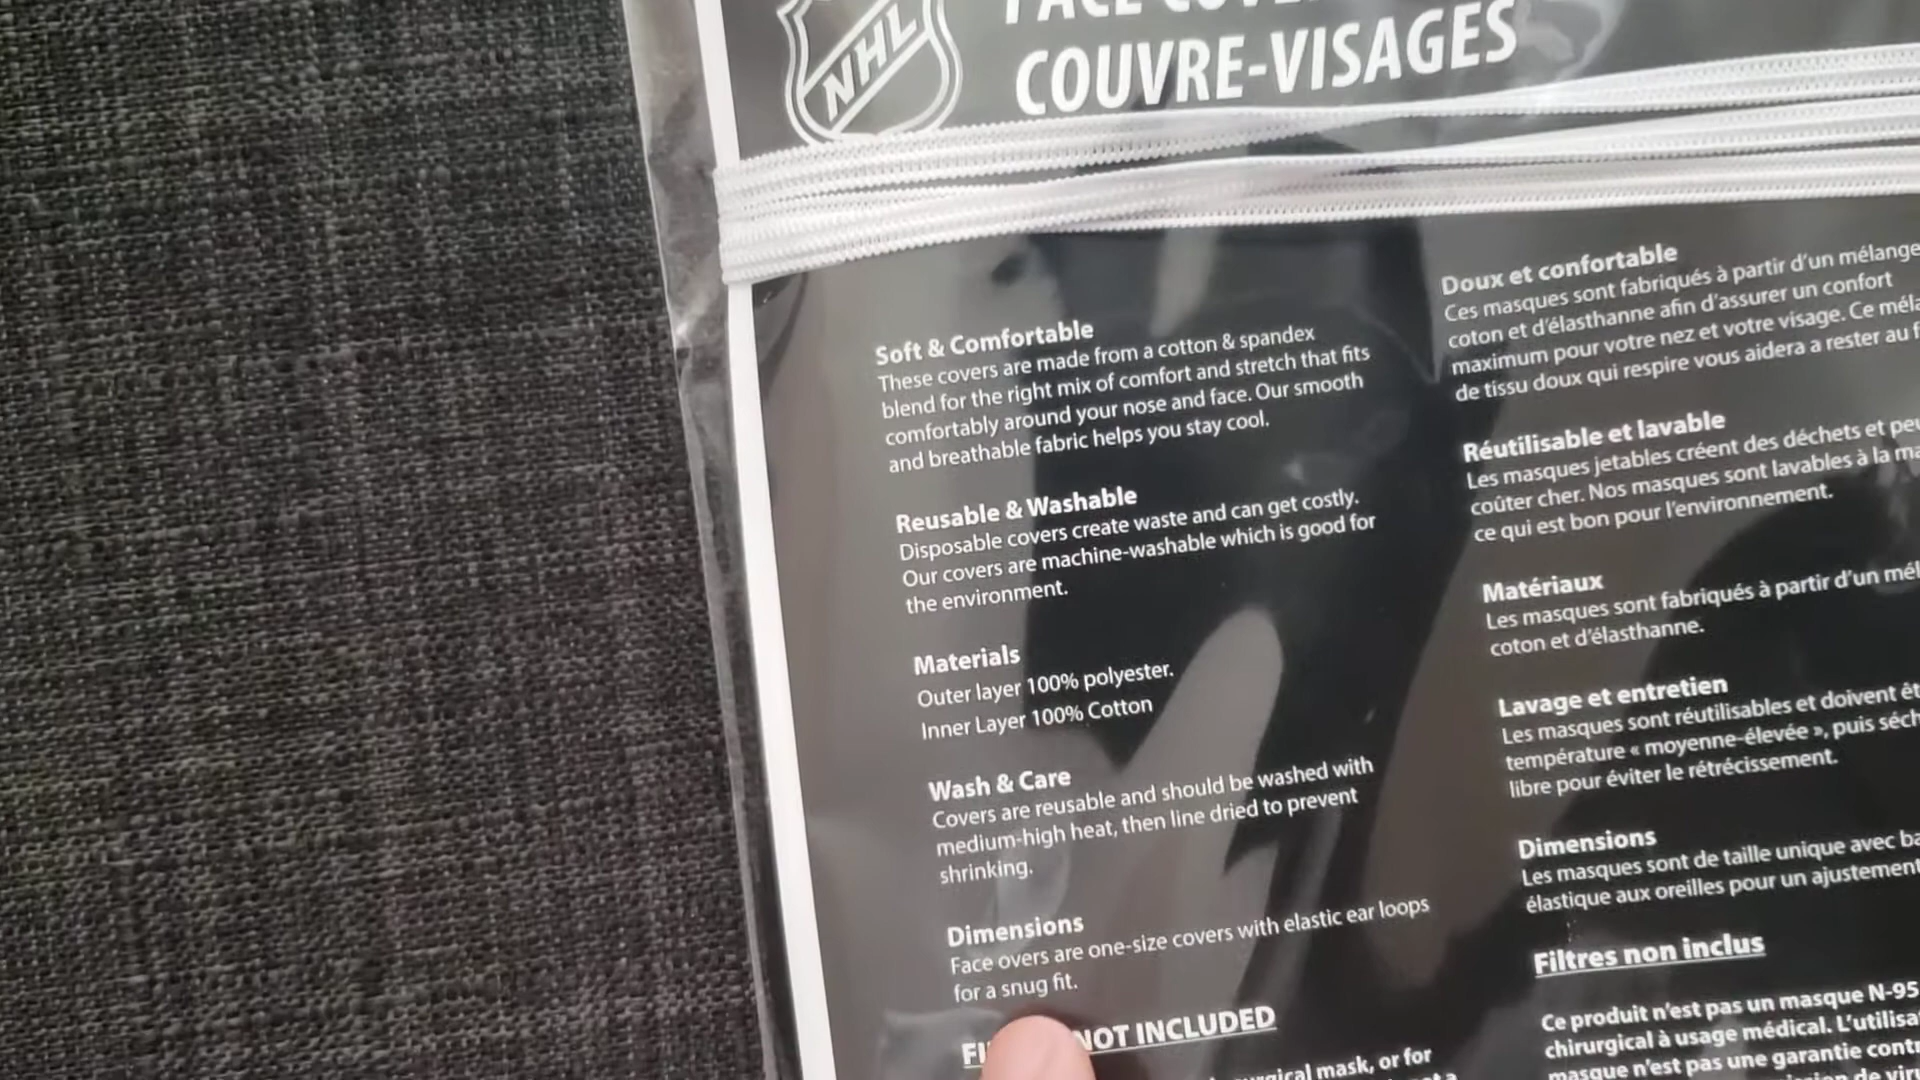 NHL
COUVRE-VISAGES
Soft & Comfortable
These covers are made from a cotton & spandex
blend for the right mix of comfort and stretch that fits
comfortably around your nose and face. Our smooth
and breathable fabric helps you stay cool.
Reusable & Washable
Disposable covers create waste and can get costly.
Our covers are machine-washable which is good for
the environment.
Materials
Outer layer 100% polyester.
Inner Layer 100% Cotton
Wash & Care
Covers are reusable and should be washed with
medium-high heat, then line dried to prevent
shrinking.
Dimensions
Face overs are one-size covers with elastic ear loops
for a snug fit.
NOT INCLUDED
mask, or for
Doux et confortable
Ces masques sont fabriqués à partir d'un mélange
coton et d'élasthanne afin d'assurer un confort
maximum pour votre nez et votre visage. Ce
de tissu doux qui respire vous aidera a rester au
Réutilisable et lavable
Les masques jetables créent des déchets et
coûter cher. Nos masques sont lavables à la
ce qui est bon pour l'environnement.
Matériaux
Les masques sont fabriqués à partir d'un
coton et d'élasthanne.
Lavage et entretien
Les masques sont réutilisables et doivent
température « moyenne-élevée », puis
libre pour éviter le rétrécissement.
Dimensions
Les masques sont de taille unique avec
élastique aux oreilles pour un ajustement
Filtres non inclus
Ce produit n'est pas un masque N-95
chirurgical à usage médical.
masque n'est pas une garantie
de